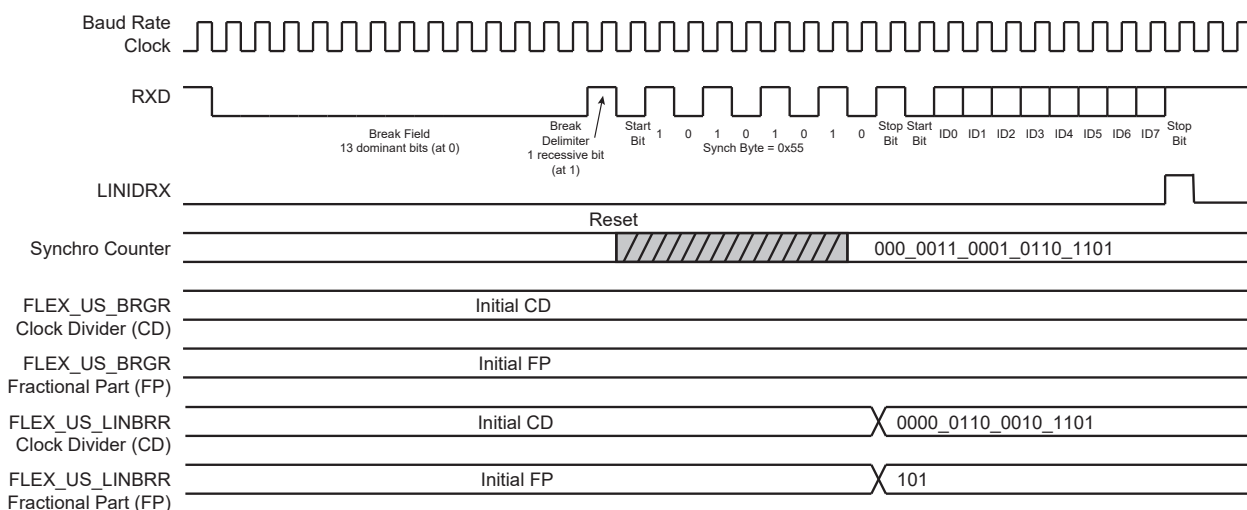 Baud Rate
Clock
RXD
Break Field
13 dominant bits (at 0)
Break
Delimiter
1 recessive bit
(at 1)
Start
Bit
1 0 1 0 1 0 1 0
Synch Byte = 0x55
Stop
Bit
Start
Bit
ID0 ID1 ID2 ID3 ID4 ID5 ID6 ID7
Stop
Bit
LINIDRX
Reset
Synchro Counter
000_0011_0001_0110_1101
FLEX_US_BRGR
Clock Divider (CD)
Initial CD
FLEX_US_BRGR
Fractional Part (FP)
Initial FP
FLEX_US_LINBRR
Clock Divider (CD)
Initial CD
0000_0110_0010_1101
FLEX_US_LINBRR
Fractional Part (FP)
Initial FP
101